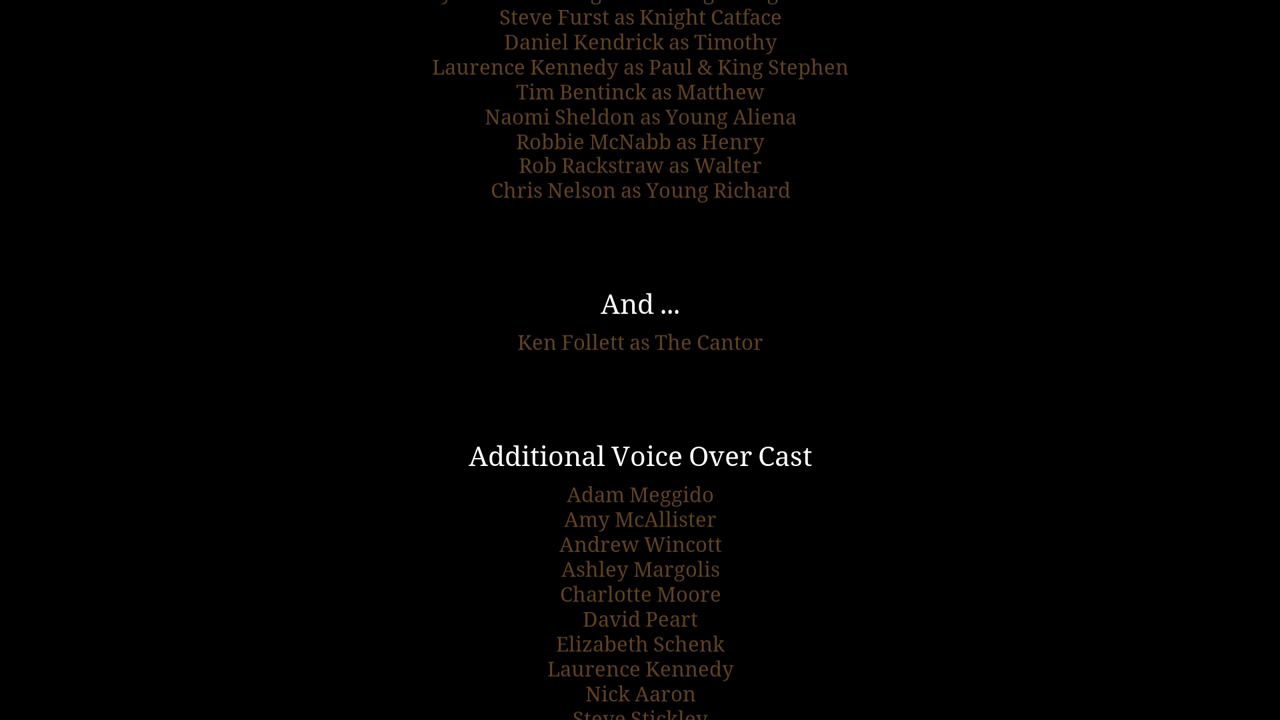 Steve Furst as Knight Catface
Daniel Kendrick as Timothy
Laurence Kennedy as Paul & King Stephen
Tim Bentinck as Matthew
Naomi Sheldon as Young Aliena
Robbie McNabb as Henry
Rob Rackstraw as Walter
Chris Nelson as Young Richard
And ...
Ken Follett as The Cantor
Additional Voice Over Cast
Adam Meggido
Amy McAllister
Andrew Wincott
Ashley Margolis
Charlotte Moore
David Peart
Elizabeth Schenk
Laurence Kennedy
Nick Aaron
Steve Stickley